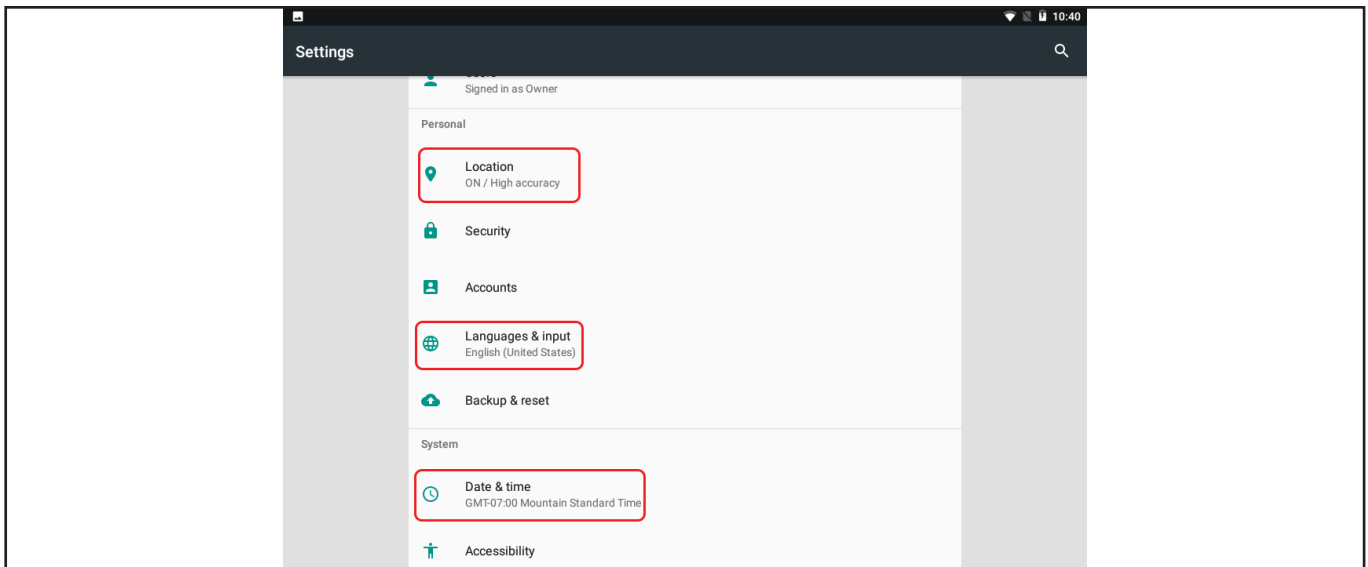 10:40
Settings
Signed in as Owner
Personal
Location
ON / High accuracy
Security
Accounts
Languages & input
English (United States)
Backup & reset
System
Date & time
GMT-07:00 Mountain Standard Time
Accessibility